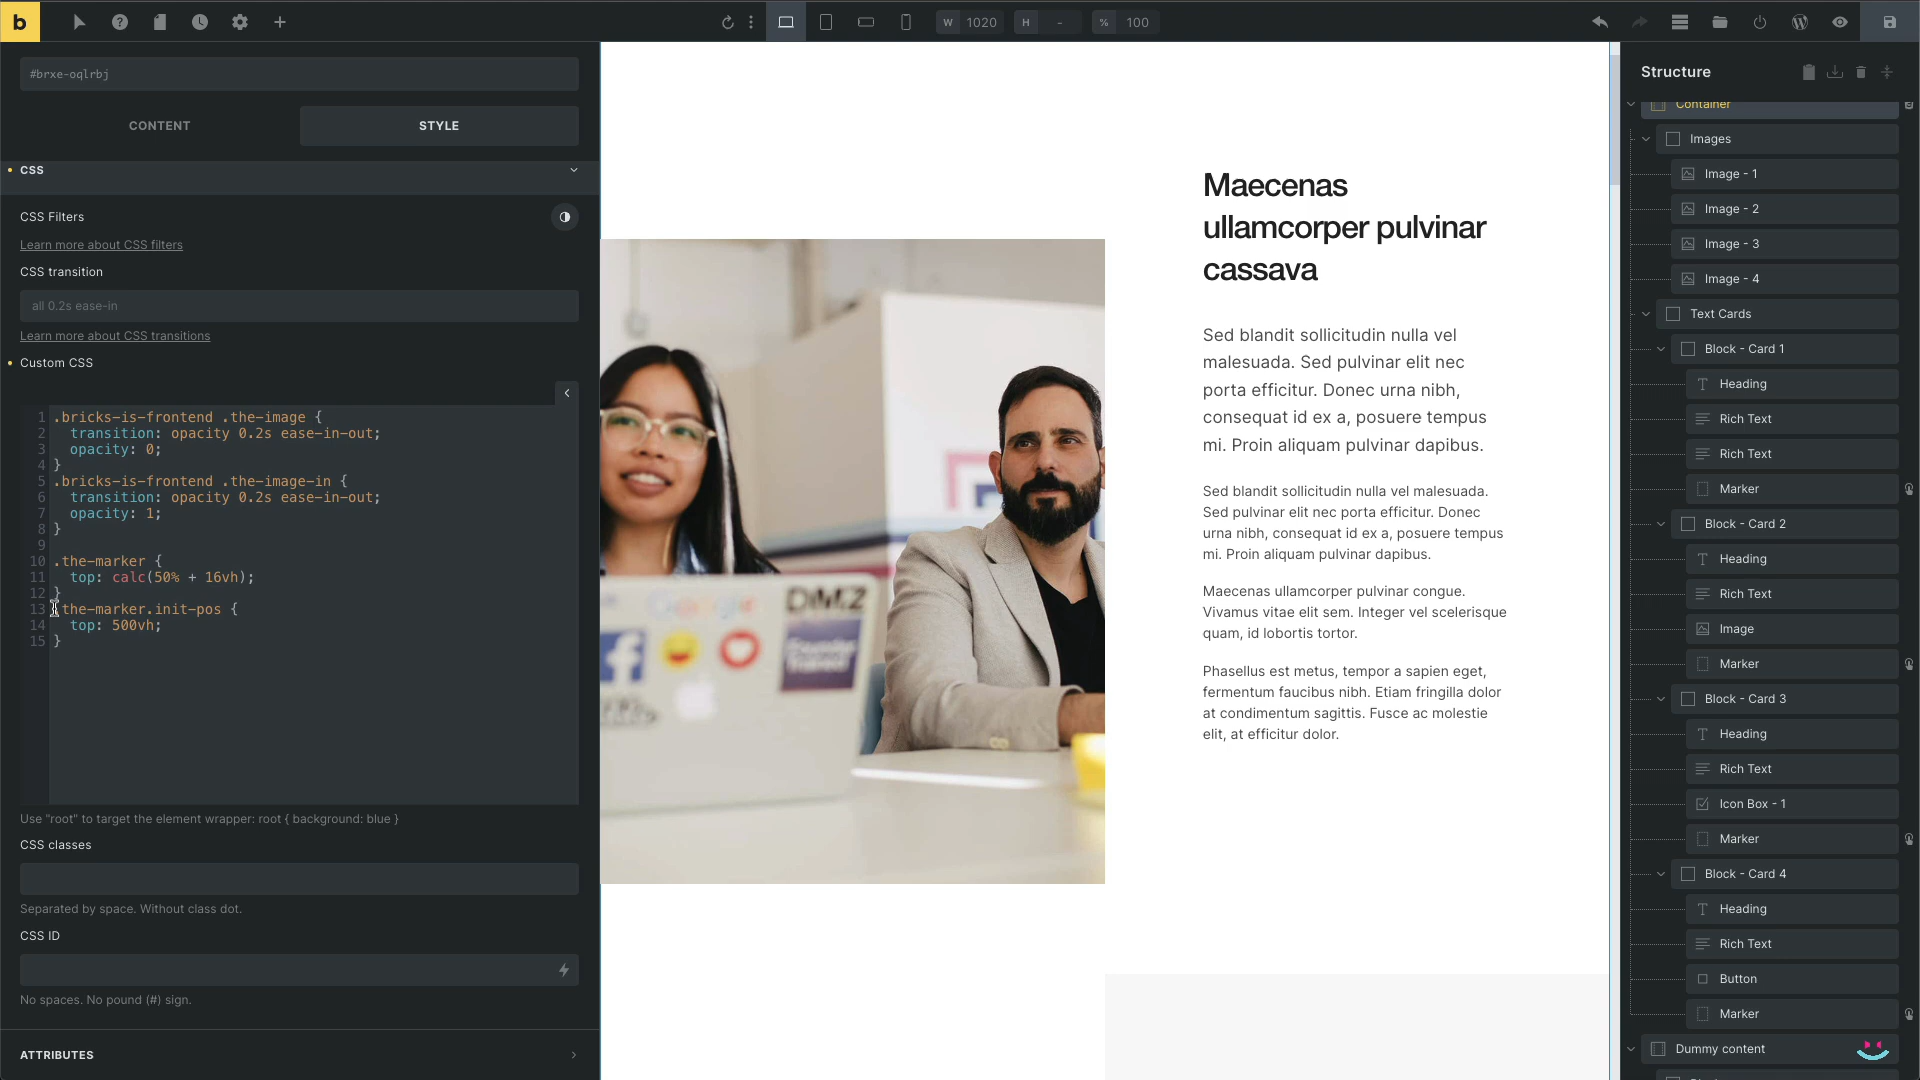 b
W 1020
H -
% 100
#brxe-oqlrbj
CONTENT
STYLE
CSS
CSS Filters
Learn more about CSS filters
CSS transition
all 0.2s ease-in
Learn more about CSS transitions
Custom CSS
1 .bricks-is-frontend .the-image {
2 transition: opacity 0.2s ease-in-out;
3 opacity: 0;
4 }
5 .bricks-is-frontend .the-image-in {
6 transition: opacity 0.2s ease-in-out;
7 opacity: 1;
8 }
9
10 .the-marker {
11 top: calc(50% + 16vh);
12 }
13 .the-marker.init-pos {
14 top: 500vh;
15 }
Use "root" to target the element wrapper: root { background: blue }
CSS classes
Separated by space. Without class dot.
CSS ID
No spaces. No pound (#) sign.
ATTRIBUTES
Google
DMZ
Founder
Maecenas
ullamcorper pulvinar
cassava
Sed blandit sollicitudin nulla vel
malesuada. Sed pulvinar elit nec
porta efficitur. Donec urna nibh,
consequat id ex a, posuere tempus
mi. Proin aliquam pulvinar dapibus.
Sed blandit sollicitudin nulla vel malesuada.
Sed pulvinar elit nec porta efficitur. Donec
urna nibh, consequat id ex a, posuere tempus
mi. Proin aliquam pulvinar dapibus.
Maecenas ullamcorper pulvinar congue.
Vivamus vitae elit sem. Integer vel scelerisque
quam, id lobortis tortor.
Phasellus est metus, tempor a sapien eget,
fermentum faucibus nibh. Etiam fringilla dolor
at condimentum sagittis. Fusce ac molestie
elit, at efficitur dolor.
Structure
Container
Images
Image - 1
Image - 2
Image - 3
Image - 4
Text Cards
Block - Card 1
Heading
Rich Text
Rich Text
Marker
Block - Card 2
Heading
Rich Text
Image
Marker
Block - Card 3
Heading
Rich Text
Icon Box - 1
Marker
Block - Card 4
Heading
Rich Text
Button
Marker
Dummy content